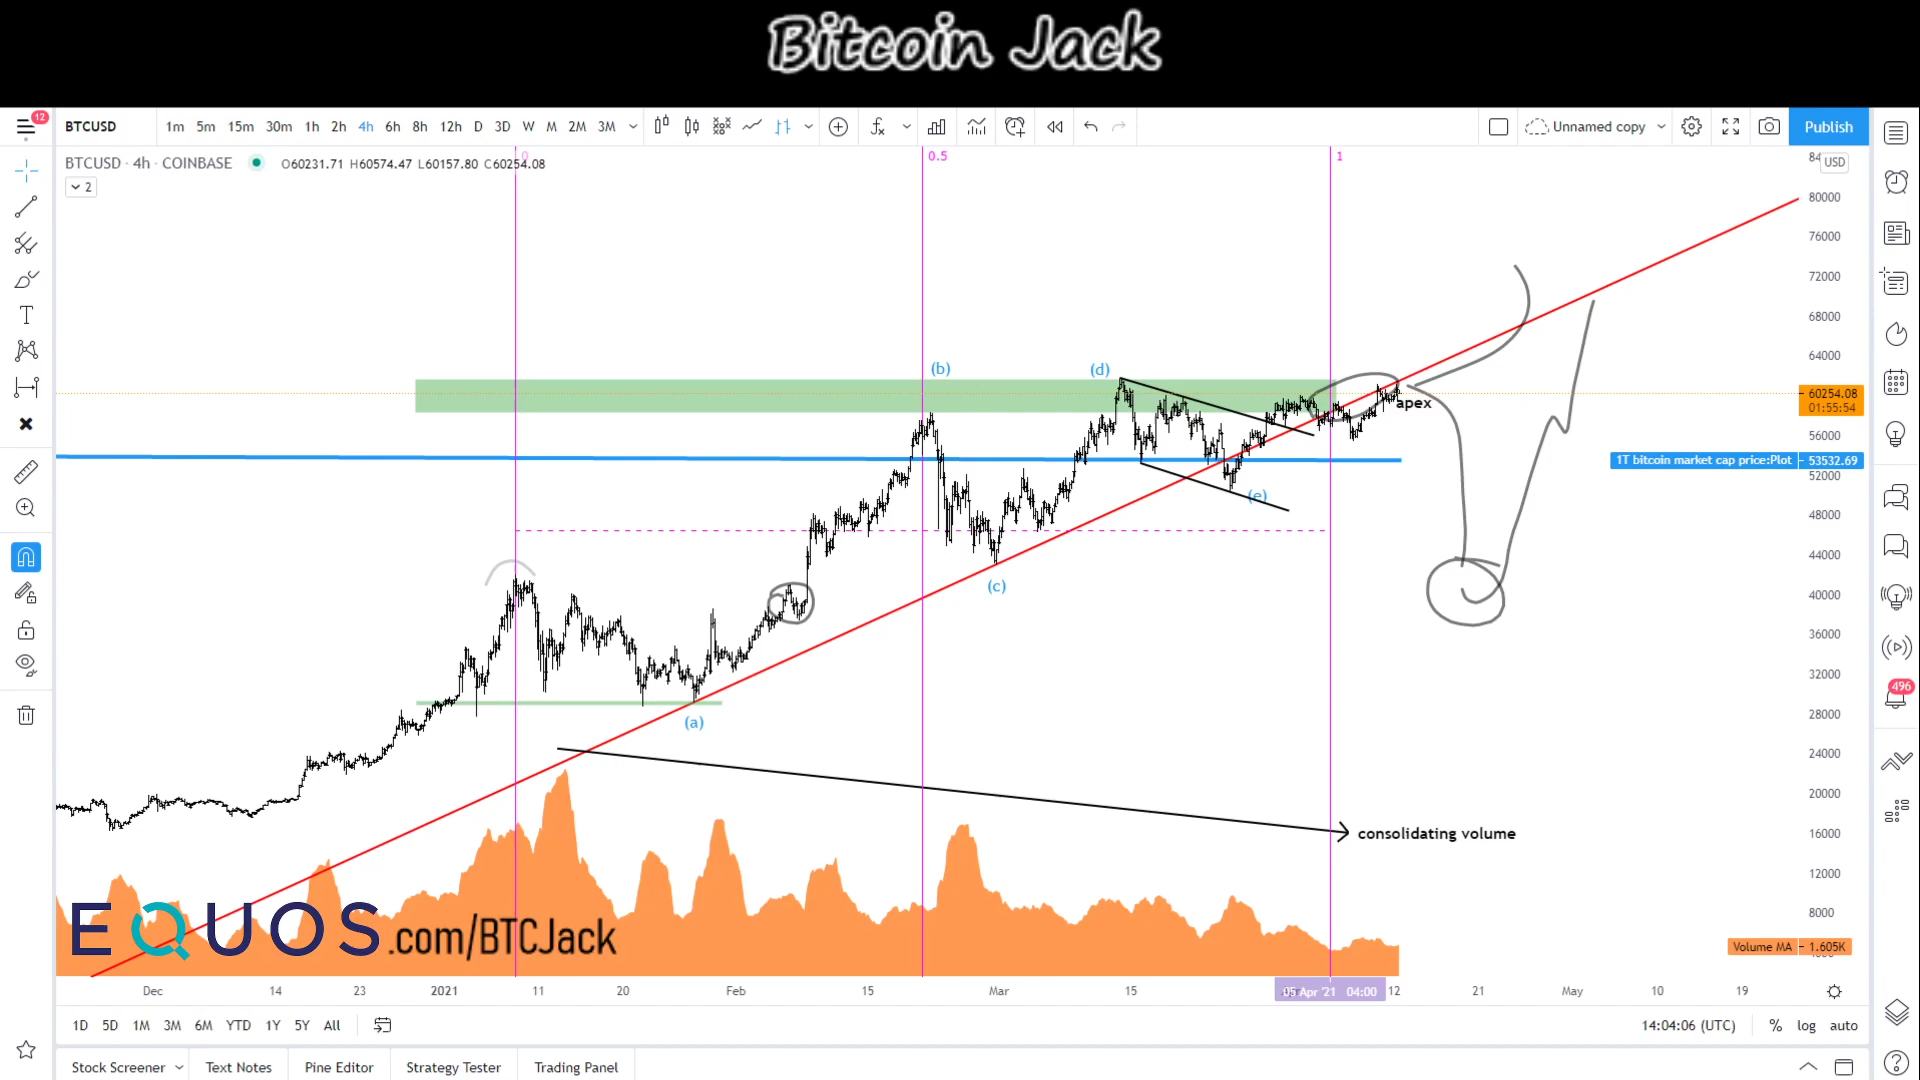 Bitcoin Jack
12
BTCUSD 1m 5m 15m 30m 1h 2h 4h 6h 8h 12h D 3D W M 2M 3M Unnamed copy Publish
BTCUSD · 4h · COINBASE O60231.71 H60574.47 L60157.80 C60254.08
2
0
0.5
1
USD
80000
76000
72000
68000
64000
(b)
(d)
60254.08
01:55:54
apex
56000
1T bitcoin market cap price:Plot 53532.69
52000
(e)
48000
44000
(c)
40000
36000
32000
496
28000
(a)
24000
20000
16000
consolidating volume
12000
8000
EQUOS.com/BTCJack
Volume MA 1.605K
Dec 14 23 2021 11 20 Feb 15 Mar 15 05 Apr '21 04:00 12 21 May 10 19
1D 5D 1M 3M 6M YTD 1Y 5Y All 14:04:06 (UTC) % log auto
Stock Screener Text Notes Pine Editor Strategy Tester Trading Panel